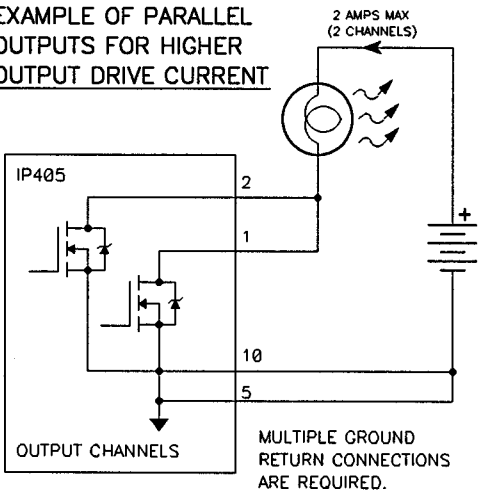 EXAMPLE OF PARALLEL
OUTPUTS FOR HIGHER
OUTPUT DRIVE CURRENT
2 AMPS MAX
(2 CHANNELS)
IP405
2
1
+
10
5
OUTPUT CHANNELS
MULTIPLE GROUND
RETURN CONNECTIONS
ARE REQUIRED.